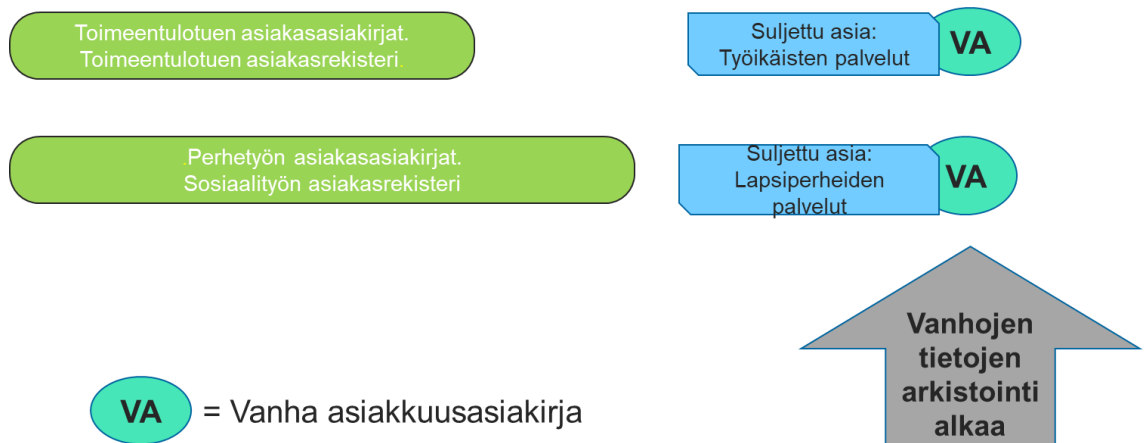 Toimeentulotuen asiakasasiakirjat.
Toimeentulotuen asiakasrekisteri.
Suljettu asia:
Työikäisten palvelut
VA
.Perhetyön asiakasasiakirjat.
Sosiaalityön asiakasrekisteri
Suljettu asia:
Lapsiperheiden
palvelut
VA
Vanhojen
tietojen
arkistointi
alkaa
VA = Vanha asiakkuusasiakirja